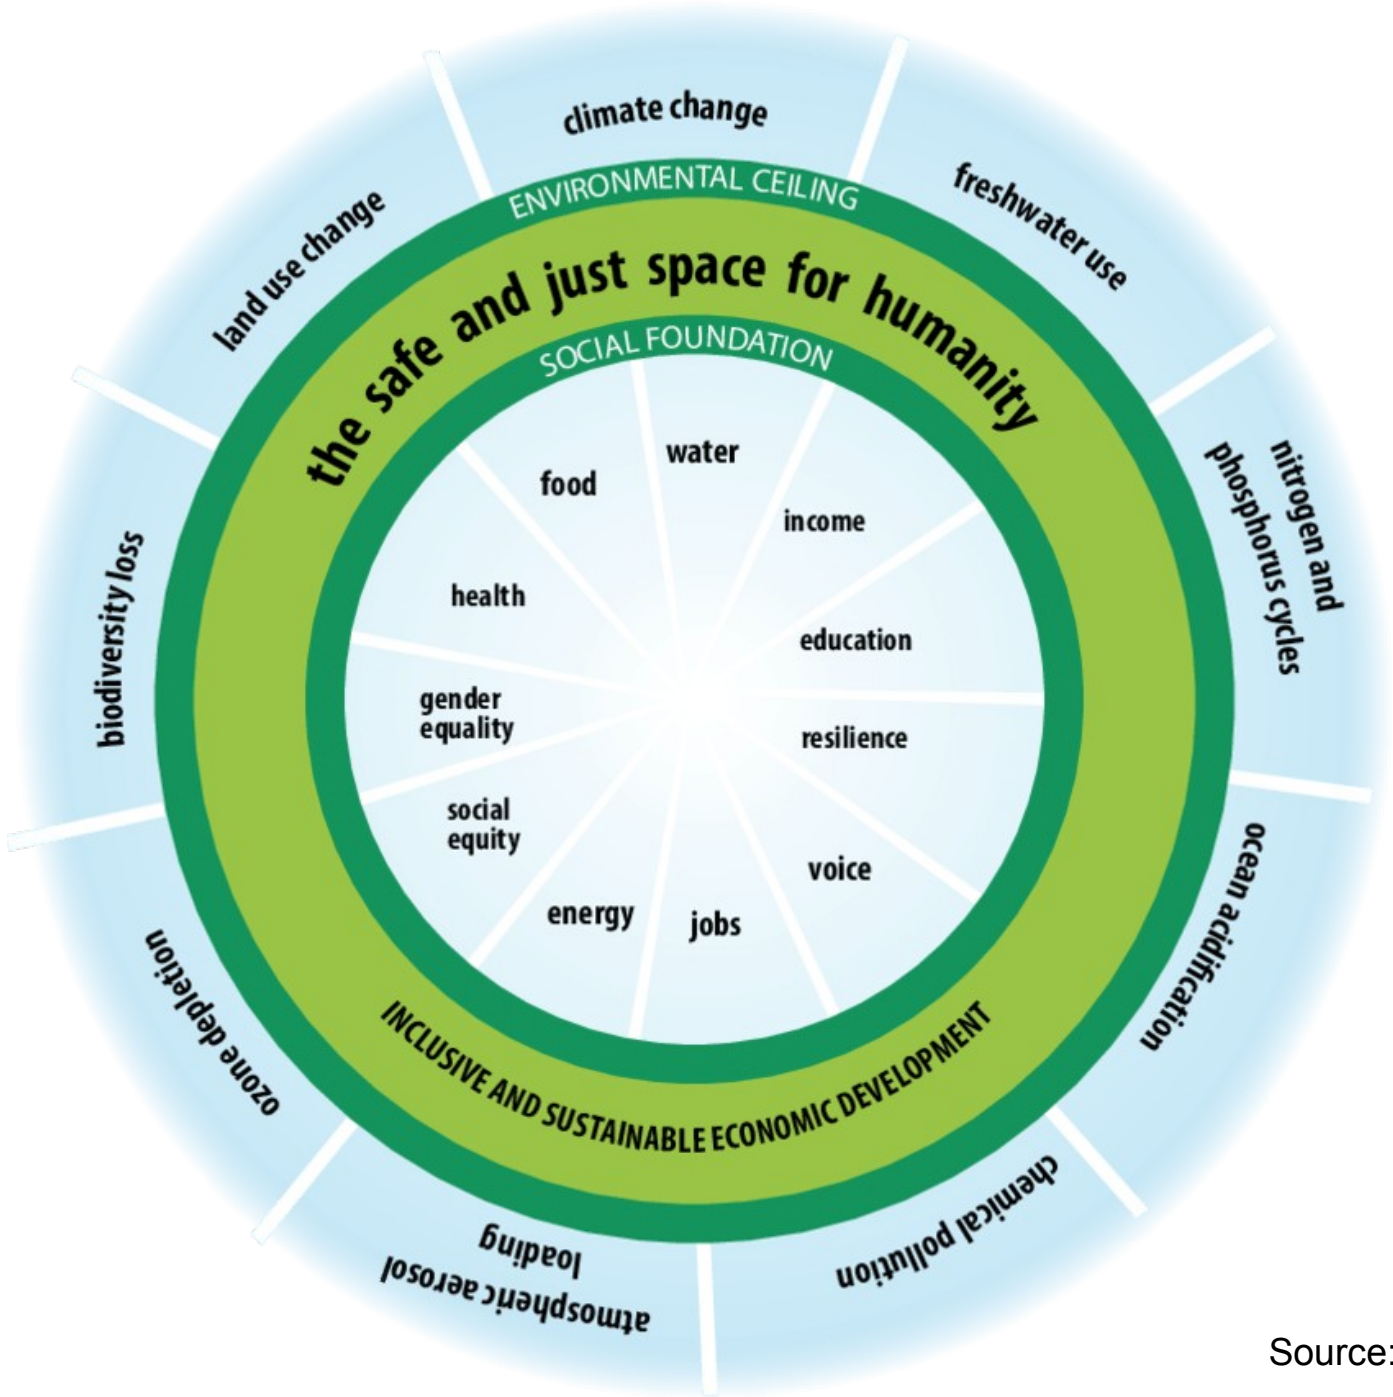 climate change
freshwater use
nitrogen and
phosphorus cycles
ocean acidification
chemical pollution
atmospheric aerosol
loading
ozone depletion
biodiversity loss
land use change
ENVIRONMENTAL CEILING
the safe and just space for humanity
SOCIAL FOUNDATION
water
income
education
resilience
voice
jobs
energy
social
equity
gender
equality
health
food
INCLUSIVE AND SUSTAINABLE ECONOMIC DEVELOPMENT
Source: